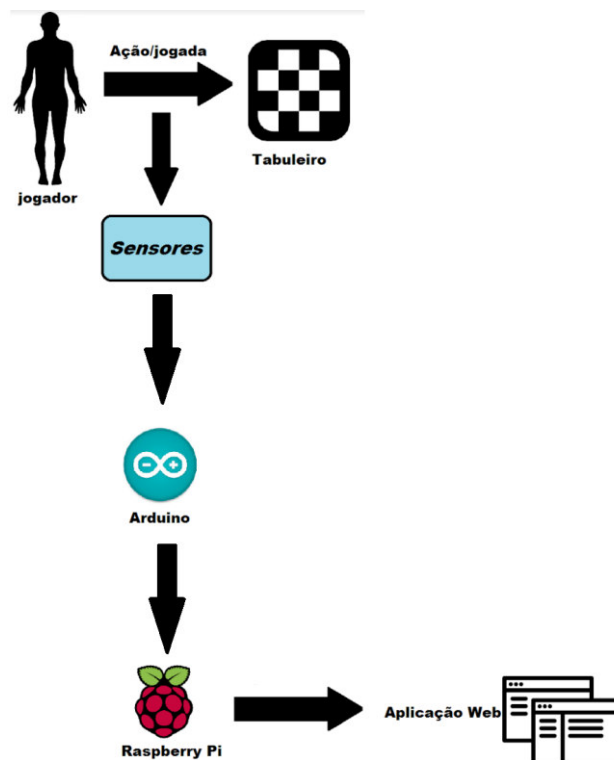 Ação/jogada
Tabuleiro
jogador
Sensores
Arduino
Raspberry Pi
Aplicação Web